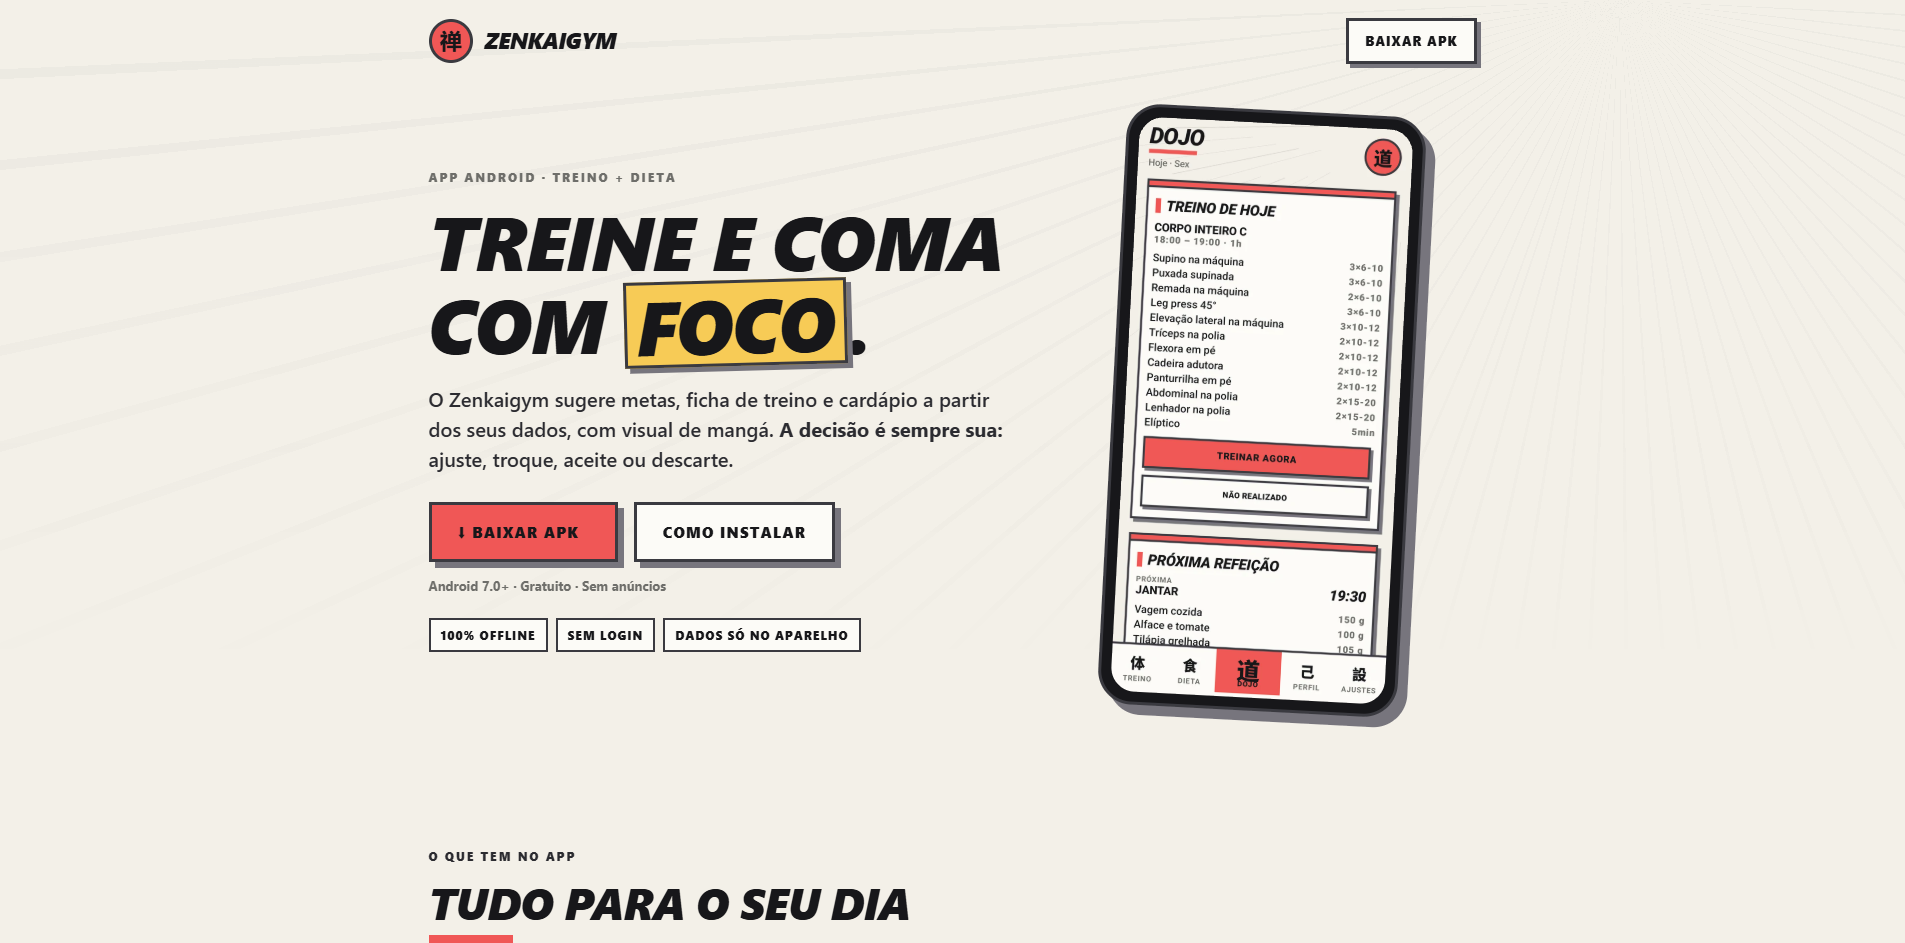 禅 ZENKAIGYM
BAIXAR APK
APP ANDROID · TREINO + DIETA
TREINE E COMA
COM FOCO.
O Zenkaigym sugere metas, ficha de treino e cardápio a partir
dos seus dados, com visual de mangá. A decisão é sempre sua:
ajuste, troque, aceite ou descarte.
⭳ BAIXAR APK
COMO INSTALAR
Android 7.0+ · Gratuito · Sem anúncios
100% OFFLINE
SEM LOGIN
DADOS SÓ NO APARELHO
DOJO
道
Hoje · Sex
TREINO DE HOJE
CORPO INTEIRO C
18:00 – 19:00 · 1h
Supino na máquina 3×6-10
Puxada supinada 3×6-10
Remada na máquina 2×6-10
Leg press 45° 3×6-10
Elevação lateral na máquina 3×10-12
Tríceps na polia 2×10-12
Flexora em pé 2×10-12
Cadeira adutora 2×10-12
Panturrilha em pé 2×10-12
Abdominal na polia 2×15-20
Lenhador na polia 2×15-20
Elíptico 5min
TREINAR AGORA
NÃO REALIZADO
PRÓXIMA REFEIÇÃO
PRÓXIMA
JANTAR 19:30
Vagem cozida 150 g
Alface e tomate 100 g
Tilápia grelhada 105 g
体 食 道 己 設
TREINO DIETA DOJO PERFIL AJUSTES
O QUE TEM NO APP
TUDO PARA O SEU DIA